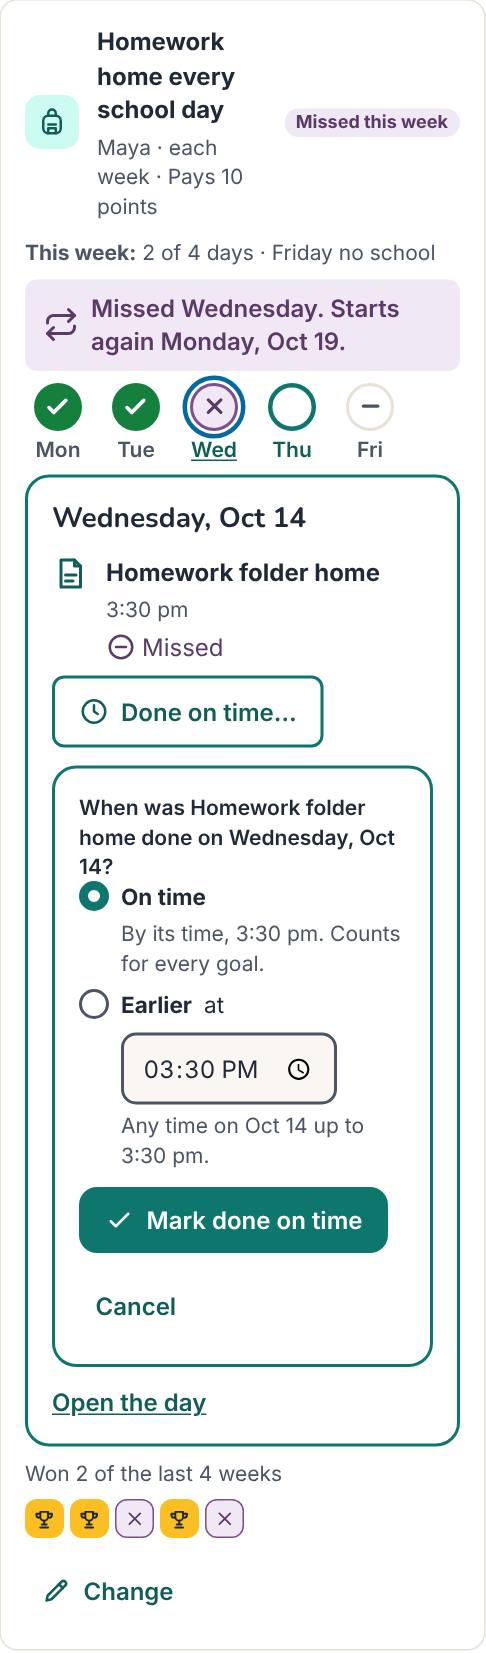 Homework
home every
school day
Missed this week
Maya · each
week · Pays 10
points
This week: 2 of 4 days · Friday no school
Missed Wednesday. Starts
again Monday, Oct 19.
Mon Tue Wed Thu Fri
Wednesday, Oct 14
Homework folder home
3:30 pm
Missed
Done on time...
When was Homework folder
home done on Wednesday, Oct
14?
On time
By its time, 3:30 pm. Counts
for every goal.
Earlier at
03:30 PM
Any time on Oct 14 up to
3:30 pm.
Mark done on time
Cancel
Open the day
Won 2 of the last 4 weeks
Change